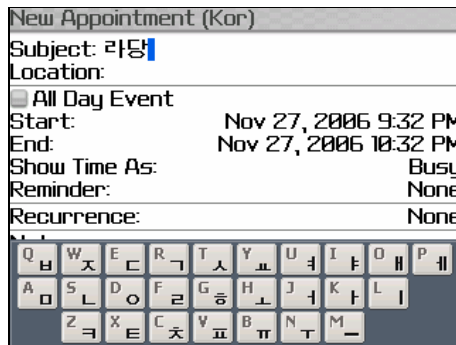 New Appointment (Kor)
Subject: 라당
Location:
All Day Event
Start: Nov 27, 2006 9:32 PM
End: Nov 27, 2006 10:32 PM
Show Time As: Busy
Reminder: None
Recurrence: None
Q ㅂ W ㅈ E ㄷ R ㄱ T ㅅ Y ㅛ U ㅕ I ㅑ O ㅐ P ㅔ
A ㅁ S ㄴ D ㅇ F ㄹ G ㅎ H ㅗ J ㅓ K ㅏ L ㅣ
Z ㅋ X ㅌ C ㅊ V ㅍ B ㅠ N ㅜ M ㅡ